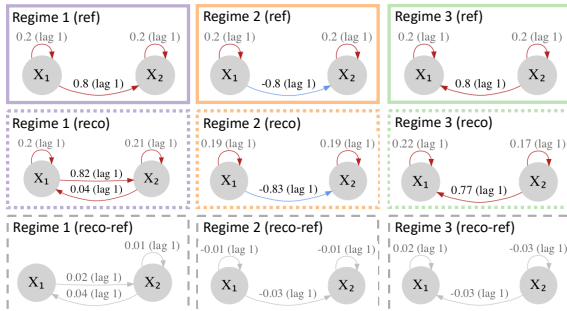 Regime 1 (ref)
0.2 (lag 1)
0.2 (lag 1)
X1
X2
0.8 (lag 1)
Regime 2 (ref)
0.2 (lag 1)
0.2 (lag 1)
X1
X2
-0.8 (lag 1)
Regime 3 (ref)
0.2 (lag 1)
0.2 (lag 1)
X1
X2
0.8 (lag 1)
Regime 1 (reco)
0.2 (lag 1)
0.21 (lag 1)
X1
0.82 (lag 1)
X2
0.04 (lag 1)
Regime 2 (reco)
0.19 (lag 1)
0.19 (lag 1)
X1
X2
-0.83 (lag 1)
Regime 3 (reco)
0.22 (lag 1)
0.17 (lag 1)
X1
X2
0.77 (lag 1)
Regime 1 (reco-ref)
0.01 (lag 1)
X1
0.02 (lag 1)
X2
0.04 (lag 1)
Regime 2 (reco-ref)
-0.01 (lag 1)
-0.01 (lag 1)
X1
X2
-0.03 (lag 1)
Regime 3 (reco-ref)
0.02 (lag 1)
-0.03 (lag 1)
X1
X2
-0.03 (lag 1)